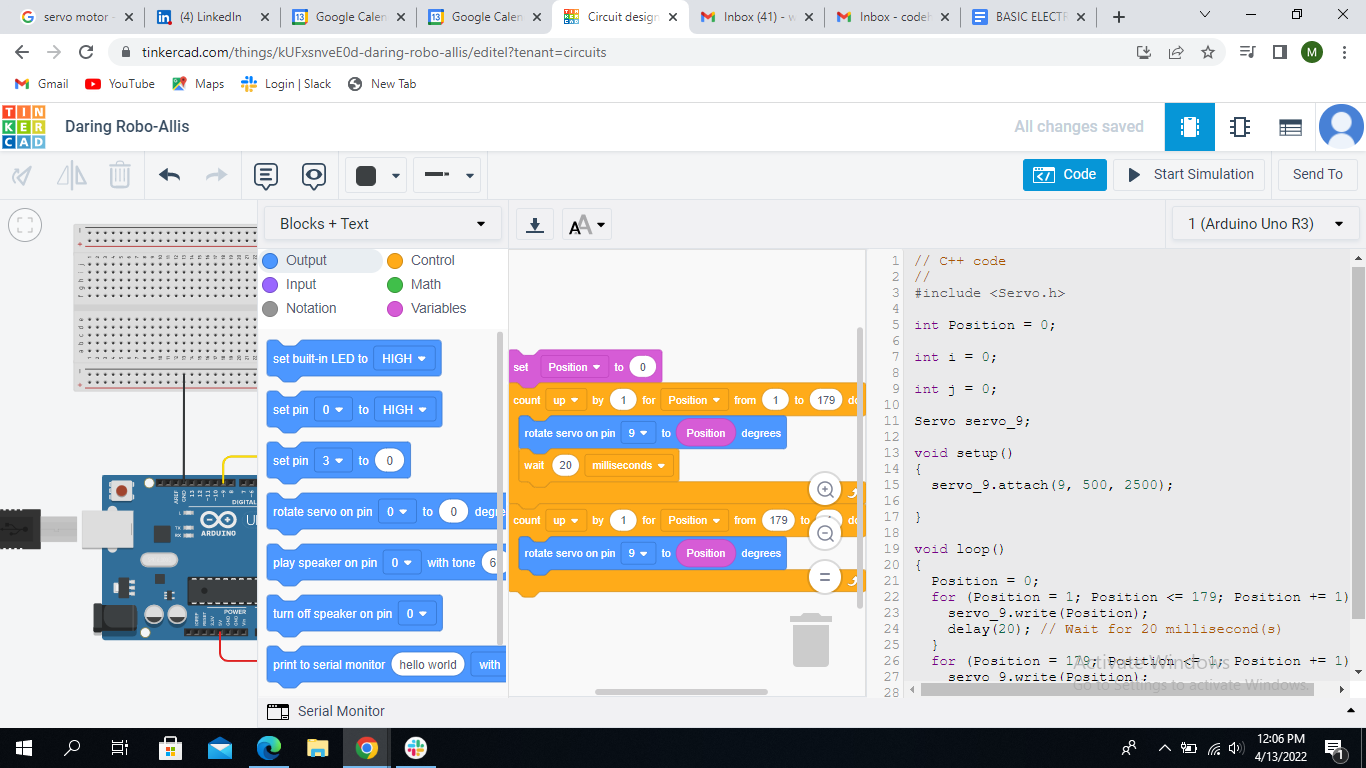 servo motor -
(4) LinkedIn
Google Calen
Google Calen
Circuit design
Inbox (41) - w
Inbox - codeh
BASIC ELECTR
tinkercad.com/things/kUFxsnveE0d-daring-robo-allis/editel?tenant=circuits
M
Gmail
YouTube
Maps
Login | Slack
New Tab
TIN
KER
CAD
Daring Robo-Allis
All changes saved
Code
Start Simulation
Send To
Blocks + Text
1 (Arduino Uno R3)
Output
Control
Input
Math
Notation
Variables
set built-in LED to HIGH
set pin 0 to HIGH
set pin 3 to 0
rotate servo on pin 0 to 0 degre
play speaker on pin 0 with tone 6
turn off speaker on pin 0
print to serial monitor hello world with
set Position to 0
count up by 1 for Position from 1 to 179 do
rotate servo on pin 9 to Position degrees
wait 20 milliseconds
count up by 1 for Position from 179 to do
rotate servo on pin 9 to Position degrees
1 // C++ code
2 //
3 #include <Servo.h>
4
5 int Position = 0;
6
7 int i = 0;
8
9 int j = 0;
10
11 Servo servo_9;
12
13 void setup()
14 {
15 servo_9.attach(9, 500, 2500);
16
17 }
18
19 void loop()
20 {
21 Position = 0;
22 for (Position = 1; Position <= 179; Position += 1)
23 servo_9.write(Position);
24 delay(20); // Wait for 20 millisecond(s)
25 }
26 for (Position = 179; Position <= 1; Position += 1)
27 servo_9.write(Position);
28
Activate Windows
Go to Settings to activate Windows.
DIGITAL
ARDUINO
POWER
Serial Monitor
12:06 PM
4/13/2022
1